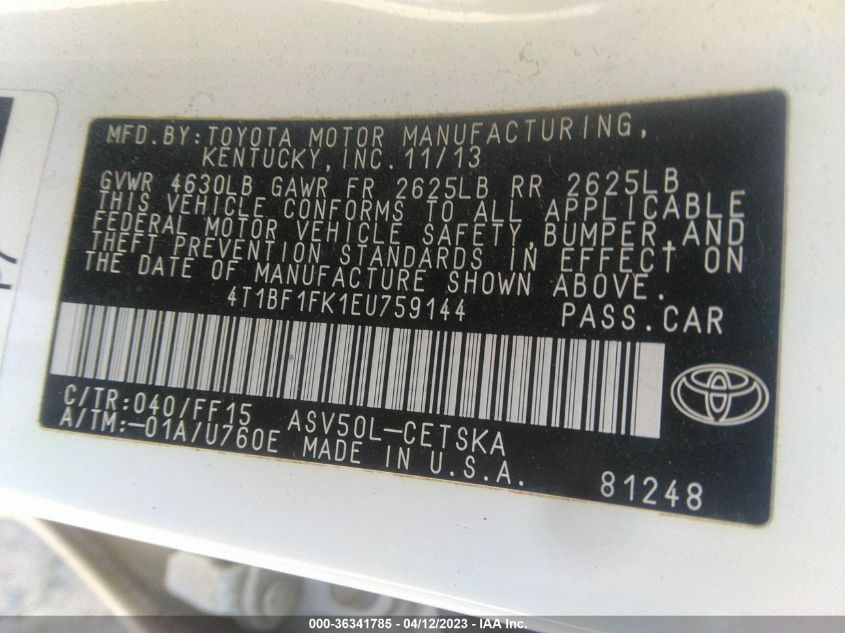 MFD. BY: TOYOTA MOTOR MANUFACTURING,
KENTUCKY, INC. 11/13
GVWR 4630LB GAWR FR 2625LB RR 2625LB
THIS VEHICLE CONFORMS TO ALL APPLICABLE
FEDERAL MOTOR VEHICLE SAFETY, BUMPER, AND
THEFT PREVENTION STANDARDS IN EFFECT ON
THE DATE OF MANUFACTURE SHOWN ABOVE.
4T1BF1FK1EU759144 PASS.CAR
C/TR:040/FF15 ASV50L-CETSKA
A/TM:-01A/U760E MADE IN U.S.A.
81248
000-36341785 - 04/12/2023 - IAA Inc.